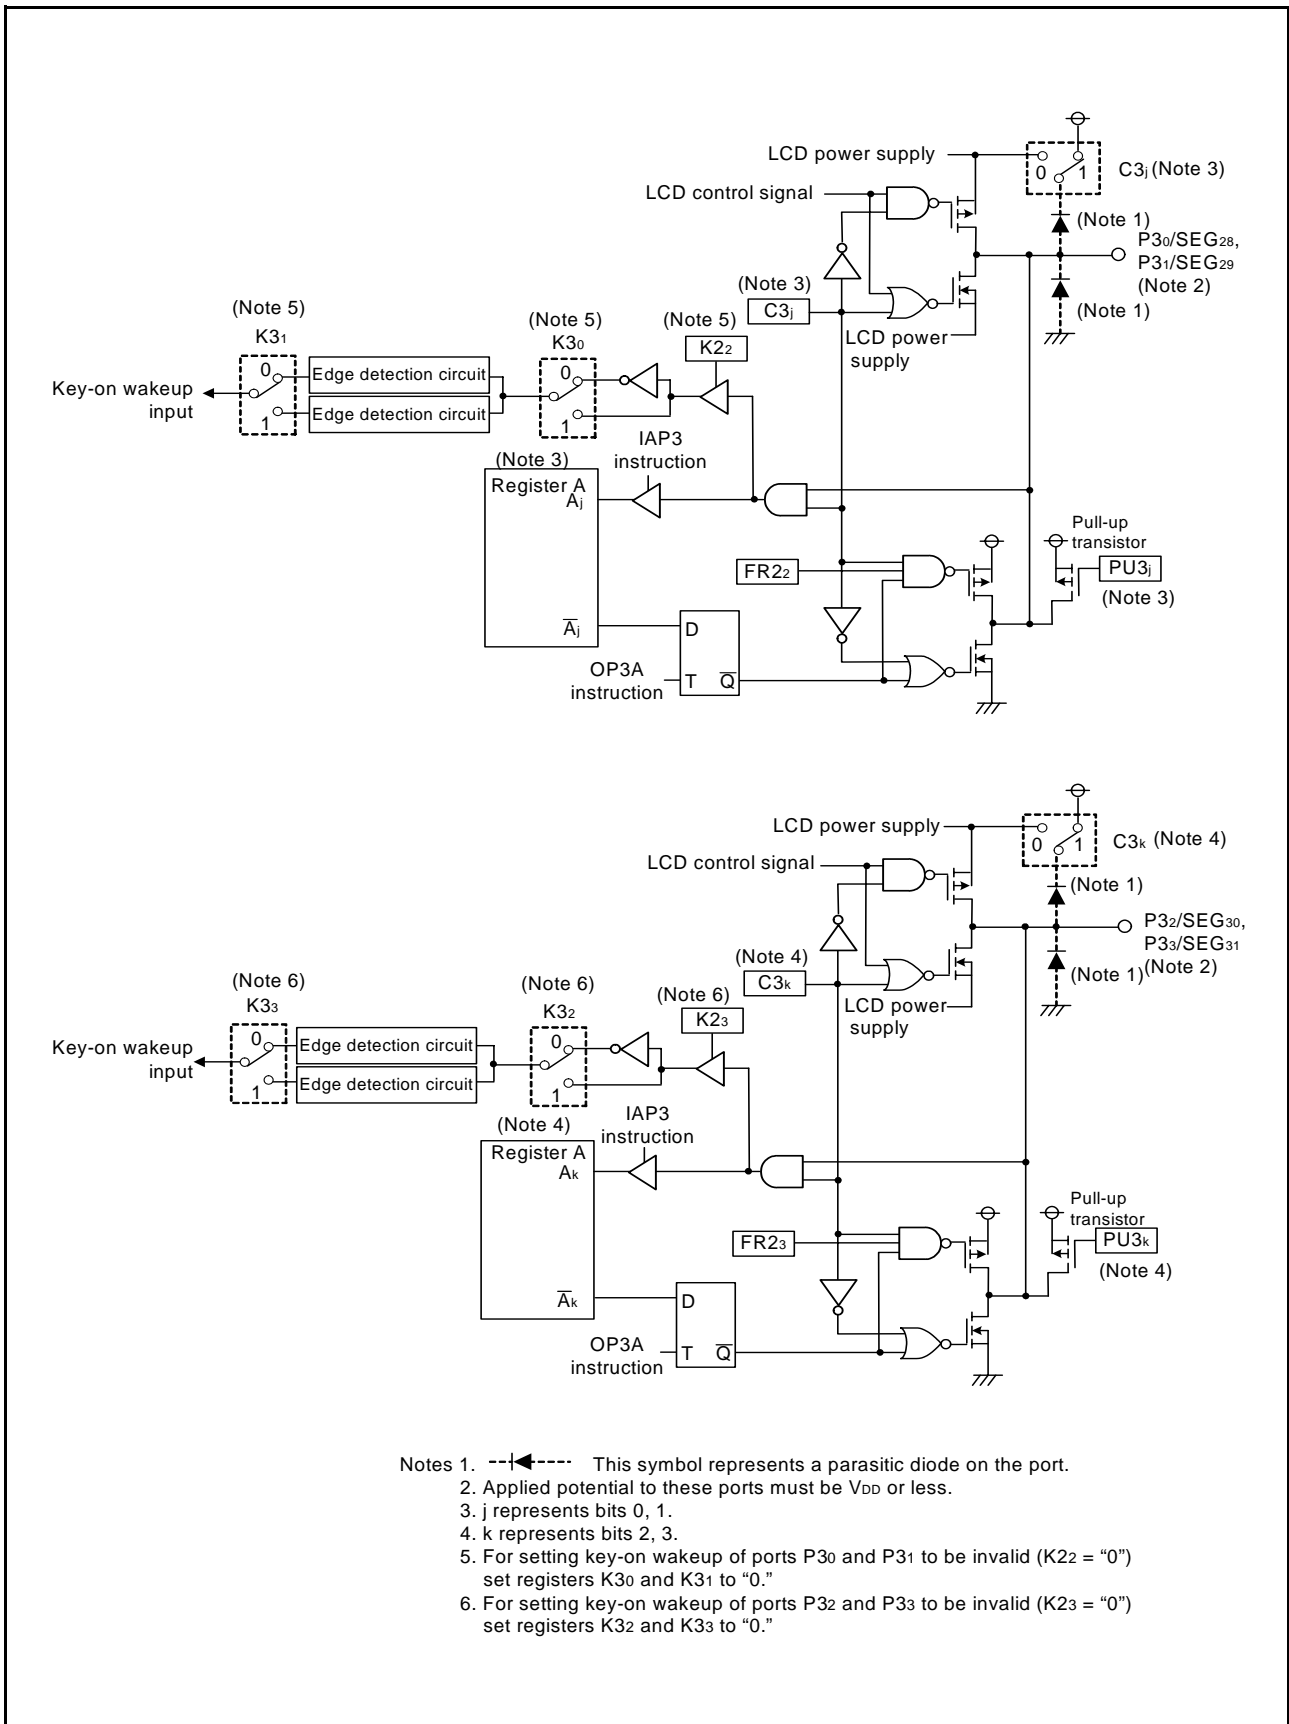 LCD power supply
0 1
C3j (Note 3)
LCD control signal
(Note 1)
P30/SEG28,
P31/SEG29
(Note 2)
(Note 1)
(Note 3)
C3j
LCD power
supply
(Note 5)
K31
0
1
Edge detection circuit
Edge detection circuit
Key-on wakeup
input
(Note 5)
K30
0
1
(Note 5)
K22
IAP3
instruction
(Note 3)
Register A
Aj
Aj
FR22
Pull-up
transistor
PU3j
(Note 3)
D
T Q
OP3A
instruction
LCD power supply
0 1
C3k (Note 4)
LCD control signal
(Note 1)
P32/SEG30,
P33/SEG31
(Note 2)
(Note 1)
(Note 4)
C3k
LCD power
supply
(Note 6)
K33
0
1
Edge detection circuit
Edge detection circuit
Key-on wakeup
input
(Note 6)
K32
0
1
(Note 6)
K23
IAP3
instruction
(Note 4)
Register A
Ak
Ak
FR23
Pull-up
transistor
PU3k
(Note 4)
D
T Q
OP3A
instruction
Notes 1. This symbol represents a parasitic diode on the port.
2. Applied potential to these ports must be VDD or less.
3. j represents bits 0, 1.
4. k represents bits 2, 3.
5. For setting key-on wakeup of ports P30 and P31 to be invalid (K22 = “0”)
set registers K30 and K31 to “0.”
6. For setting key-on wakeup of ports P32 and P33 to be invalid (K23 = “0”)
set registers K32 and K33 to “0.”